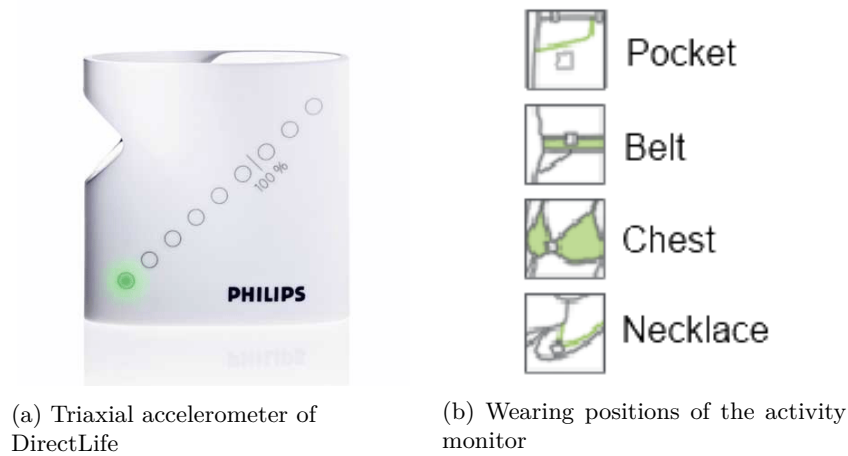 100 %
PHILIPS
(a) Triaxial accelerometer of
DirectLife
Pocket
Belt
Chest
Necklace
(b) Wearing positions of the activity
monitor